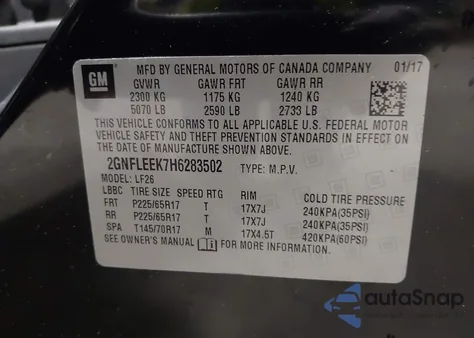 GM
MFD BY GENERAL MOTORS OF CANADA COMPANY 01/17
GVWR GAWR FRT GAWR RR
2300 KG 1175 KG 1240 KG
5070 LB 2590 LB 2733 LB
THIS VEHICLE CONFORMS TO ALL APPLICABLE U.S. FEDERAL MOTOR
VEHICLE SAFETY AND THEFT PREVENTION STANDARDS IN EFFECT ON
THE DATE OF MANUFACTURE SHOWN ABOVE.
2GNFLEEK7H6283502 TYPE: M.P.V.
MODEL: LF26
LBBC TIRE SIZE SPEED RTG RIM COLD TIRE PRESSURE
FRT P225/65R17 T 17X7J 240KPA(35PSI)
RR P225/65R17 T 17X7J 240KPA(35PSI)
SPA T145/70R17 M 17X4.5T 420KPA(60PSI)
SEE OWNER'S MANUAL FOR MORE INFORMATION.
autoSnap